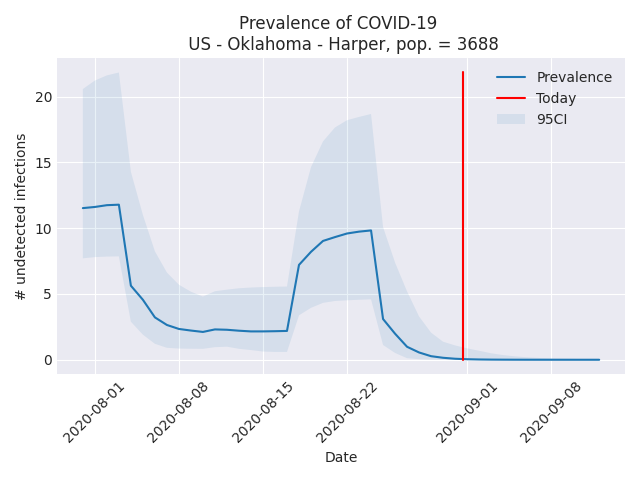 Prevalence of COVID-19
US - Oklahoma - Harper, pop. = 3688
Prevalence
Today
95CI
# undetected infections
20
15
10
5
0
2020-08-01
2020-08-08
2020-08-15
2020-08-22
2020-09-01
2020-09-08
Date